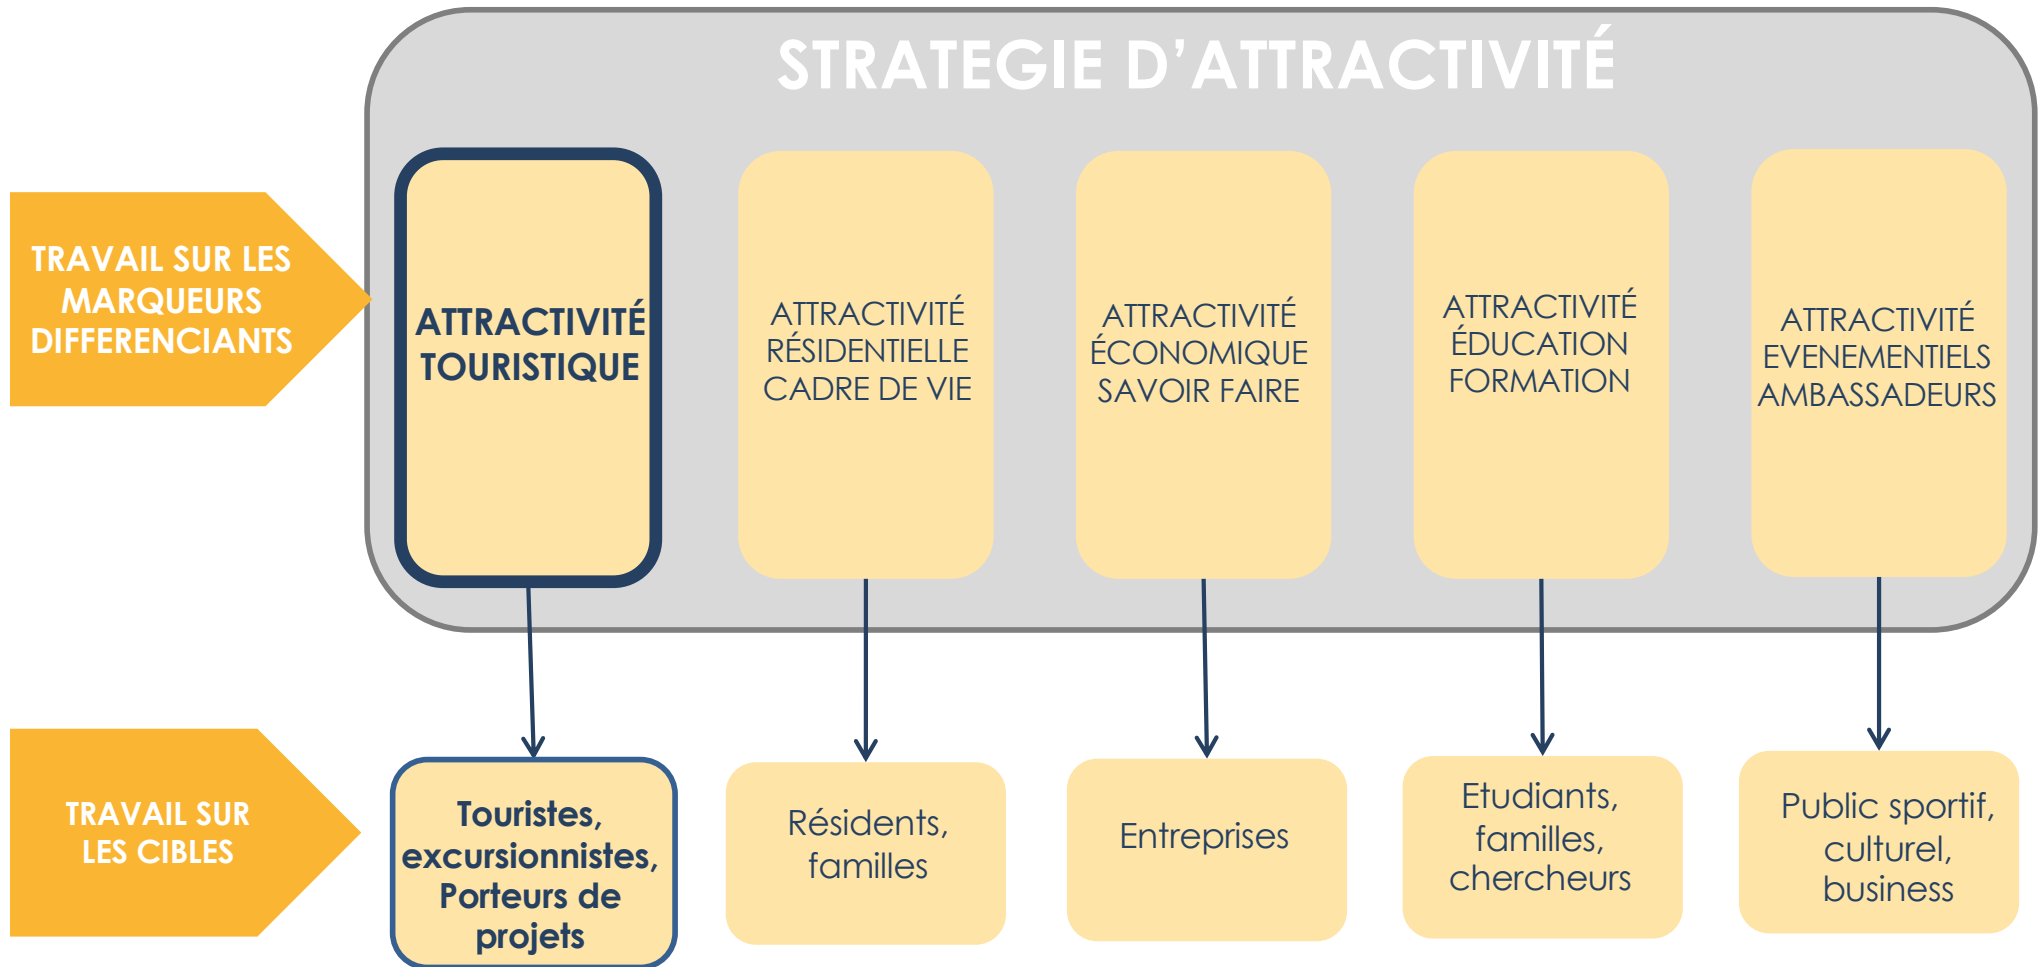 STRATEGIE D’ATTRACTIVITÉ
TRAVAIL SUR LES
MARQUEURS
DIFFERENCIANTS
ATTRACTIVITÉ
TOURISTIQUE
ATTRACTIVITÉ
RÉSIDENTIELLE
CADRE DE VIE
ATTRACTIVITÉ
ÉCONOMIQUE
SAVOIR FAIRE
ATTRACTIVITÉ
ÉDUCATION
FORMATION
ATTRACTIVITÉ
EVENEMENTIELS
AMBASSADEURS
TRAVAIL SUR
LES CIBLES
Touristes,
excursionnistes,
Porteurs de
projets
Résidents,
familles
Entreprises
Etudiants,
familles,
chercheurs
Public sportif,
culturel,
business